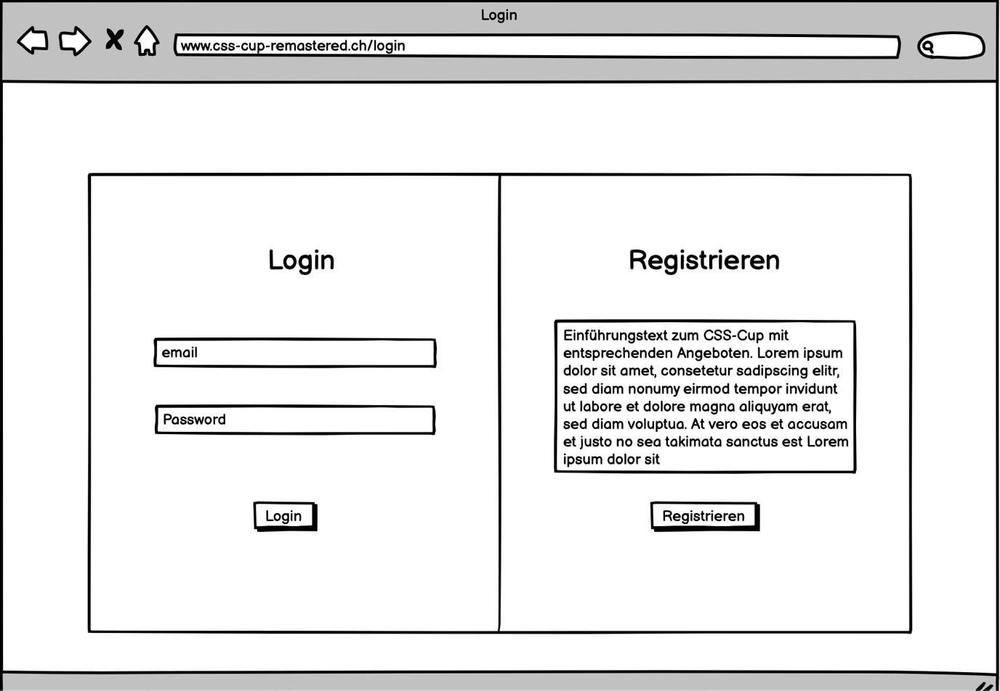 Login
www.css-cup-remastered.ch/login
Login
email
Password
Login
Registrieren
Einführungstext zum CSS-Cup mit
entsprechenden Angeboten. Lorem ipsum
dolor sit amet, consetetur sadipscing elitr,
sed diam nonumy eirmod tempor invidunt
ut labore et dolore magna aliquyam erat,
sed diam voluptua. At vero eos et accusam
et justo no sea takimata sanctus est Lorem
ipsum dolor sit
Registrieren